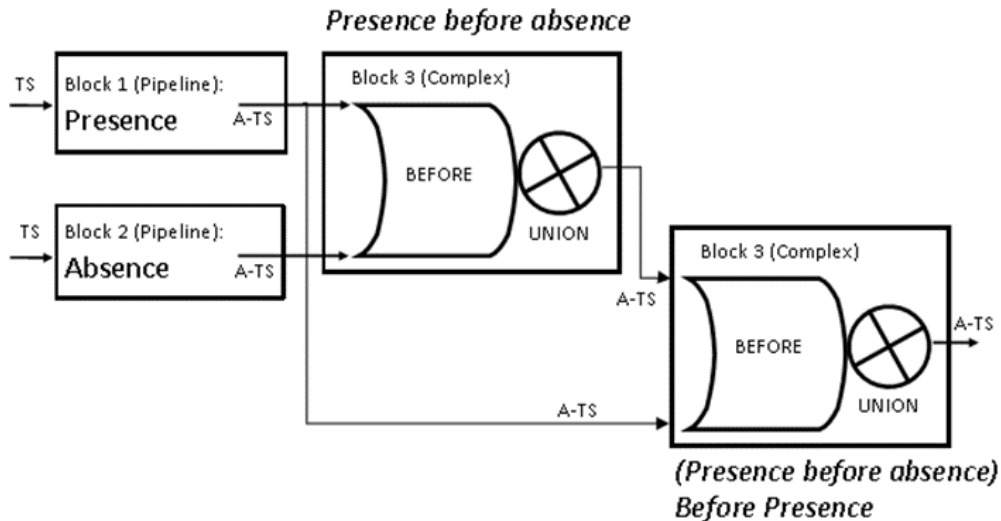 Presence before absence
TS
Block 1 (Pipeline):
Presence
A-TS
Block 3 (Complex)
BEFORE
UNION
TS
Block 2 (Pipeline):
Absence
A-TS
Block 3 (Complex)
A-TS
BEFORE
UNION
A-TS
A-TS
(Presence before absence)
Before Presence